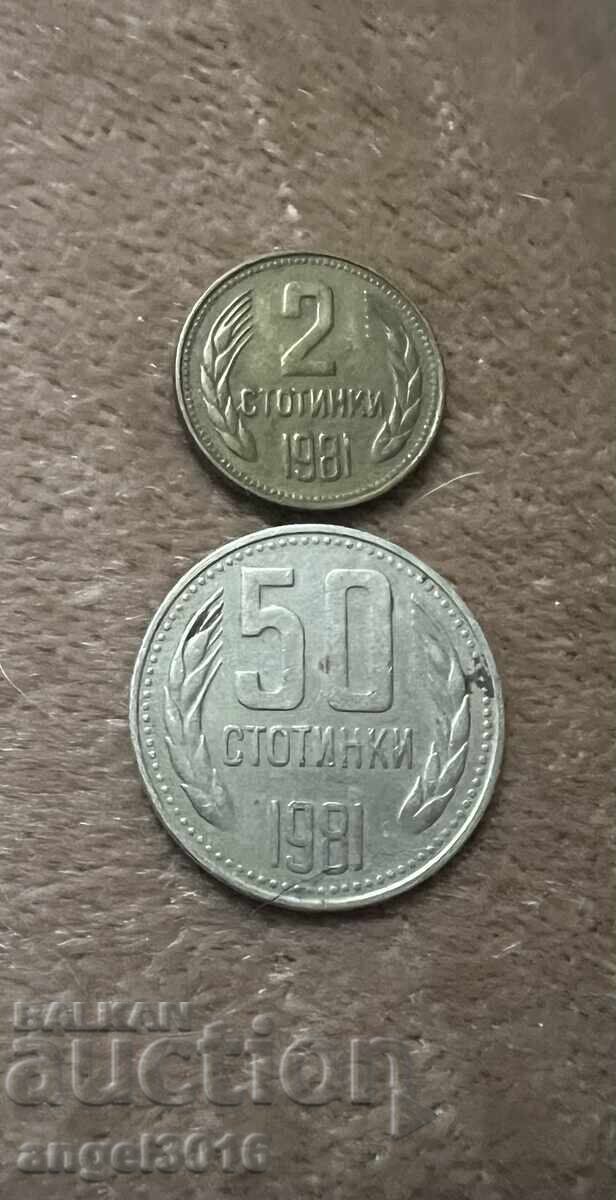 2
СТОТИНКИ
1981
50
СТОТИНКИ
1981
BALKAN
auction
angel3016